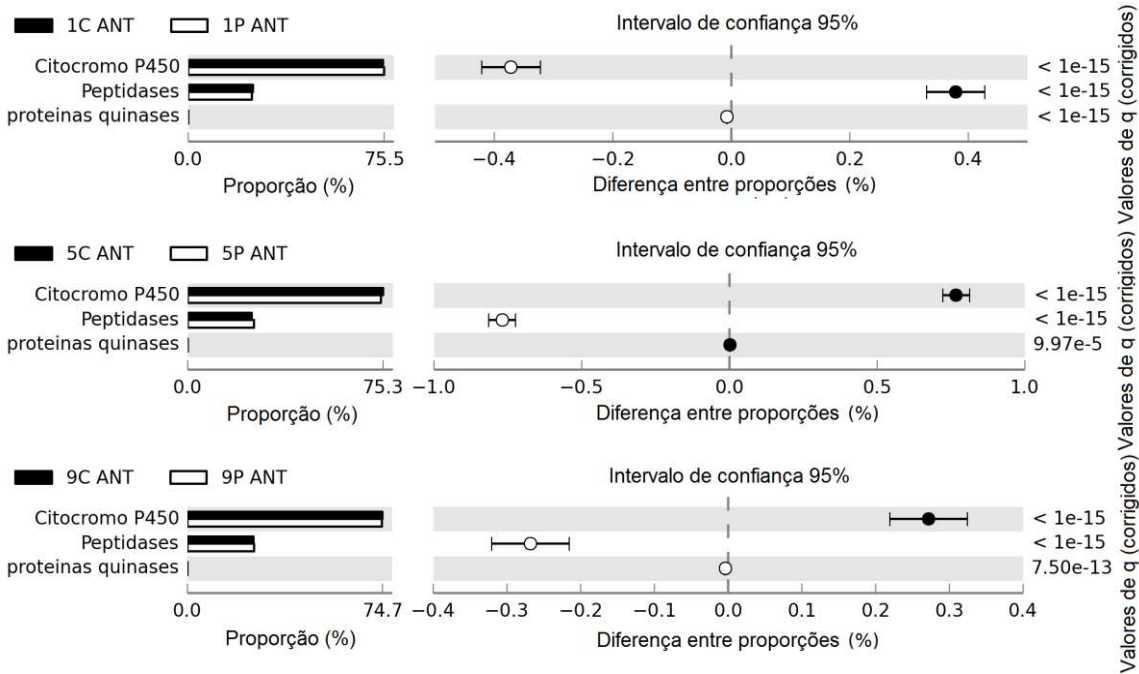 1C ANT 1P ANT Intervalo de confiança 95%
Citocromo P450 < 1e-15
Peptidases < 1e-15
proteinas quinases < 1e-15
0.0 75.5 −0.4 −0.2 0.0 0.2 0.4
Proporção (%) Diferença entre proporções (%)
Valores de q (corrigidos)
5C ANT 5P ANT Intervalo de confiança 95%
Citocromo P450 < 1e-15
Peptidases < 1e-15
proteinas quinases 9.97e-5
0.0 75.3 −1.0 −0.5 0.0 0.5 1.0
Proporção (%) Diferença entre proporções (%)
Valores de q (corrigidos)
9C ANT 9P ANT Intervalo de confiança 95%
Citocromo P450 < 1e-15
Peptidases < 1e-15
proteinas quinases 7.50e-13
0.0 74.7 −0.4 −0.3 −0.2 −0.1 0.0 0.1 0.2 0.3 0.4
Proporção (%) Diferença entre proporções (%)
Valores de q (corrigidos)